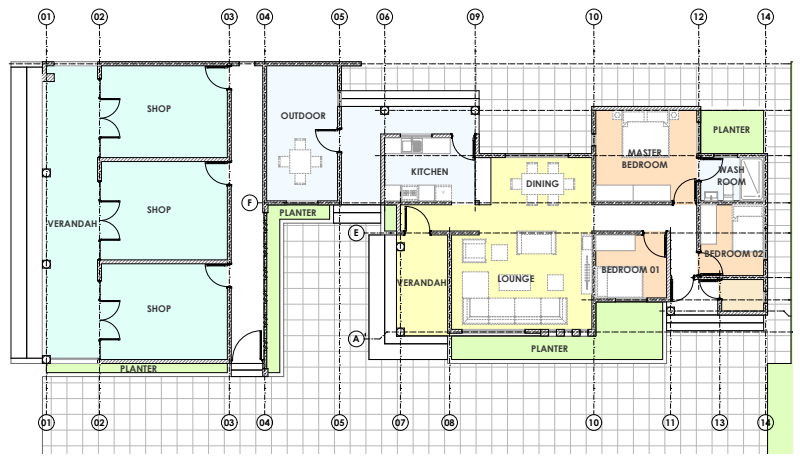 01 02 03 04 05 06 09 10 12 14
SHOP
OUTDOOR
PLANTER
MASTER
BEDROOM
KITCHEN
WASH
ROOM
DINING
F
SHOP
PLANTER
VERANDAH
E
BEDROOM 02
BEDROOM 01
LOUNGE
VERANDAH
SHOP
A
PLANTER
PLANTER
01 02 03 04 05 07 08 10 11 13 14